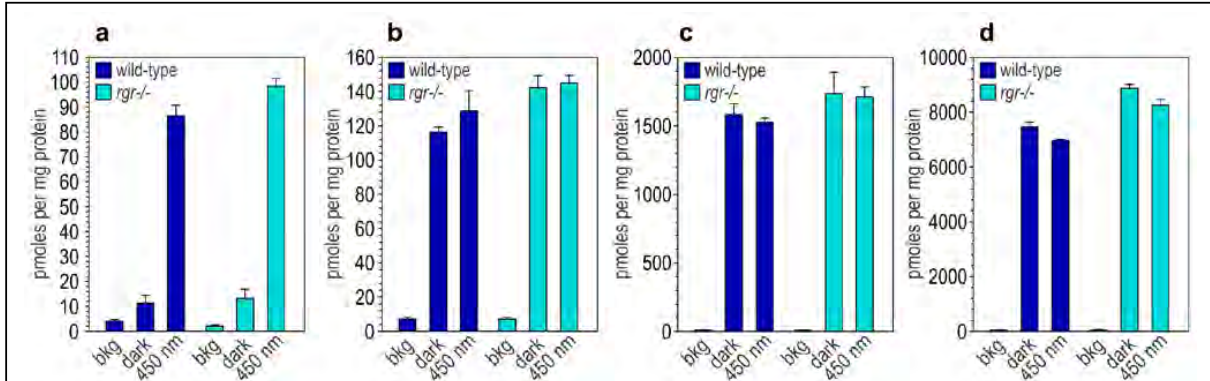 a
pmoles per mg protein
110
100
90
80
70
60
50
40
30
20
10
0
wild-type
rgr-/-
bkg
dark
450 nm
bkg
dark
450 nm
b
pmoles per mg protein
160
140
120
100
80
60
40
20
0
wild-type
rgr-/-
bkg
dark
450 nm
bkg
dark
450 nm
c
pmoles per mg protein
2000
1500
1000
500
0
wild-type
rgr-/-
bkg
dark
450 nm
bkg
dark
450 nm
d
pmoles per mg protein
10000
8000
6000
4000
2000
0
wild-type
rgr-/-
bkg
dark
450 nm
bkg
dark
450 nm